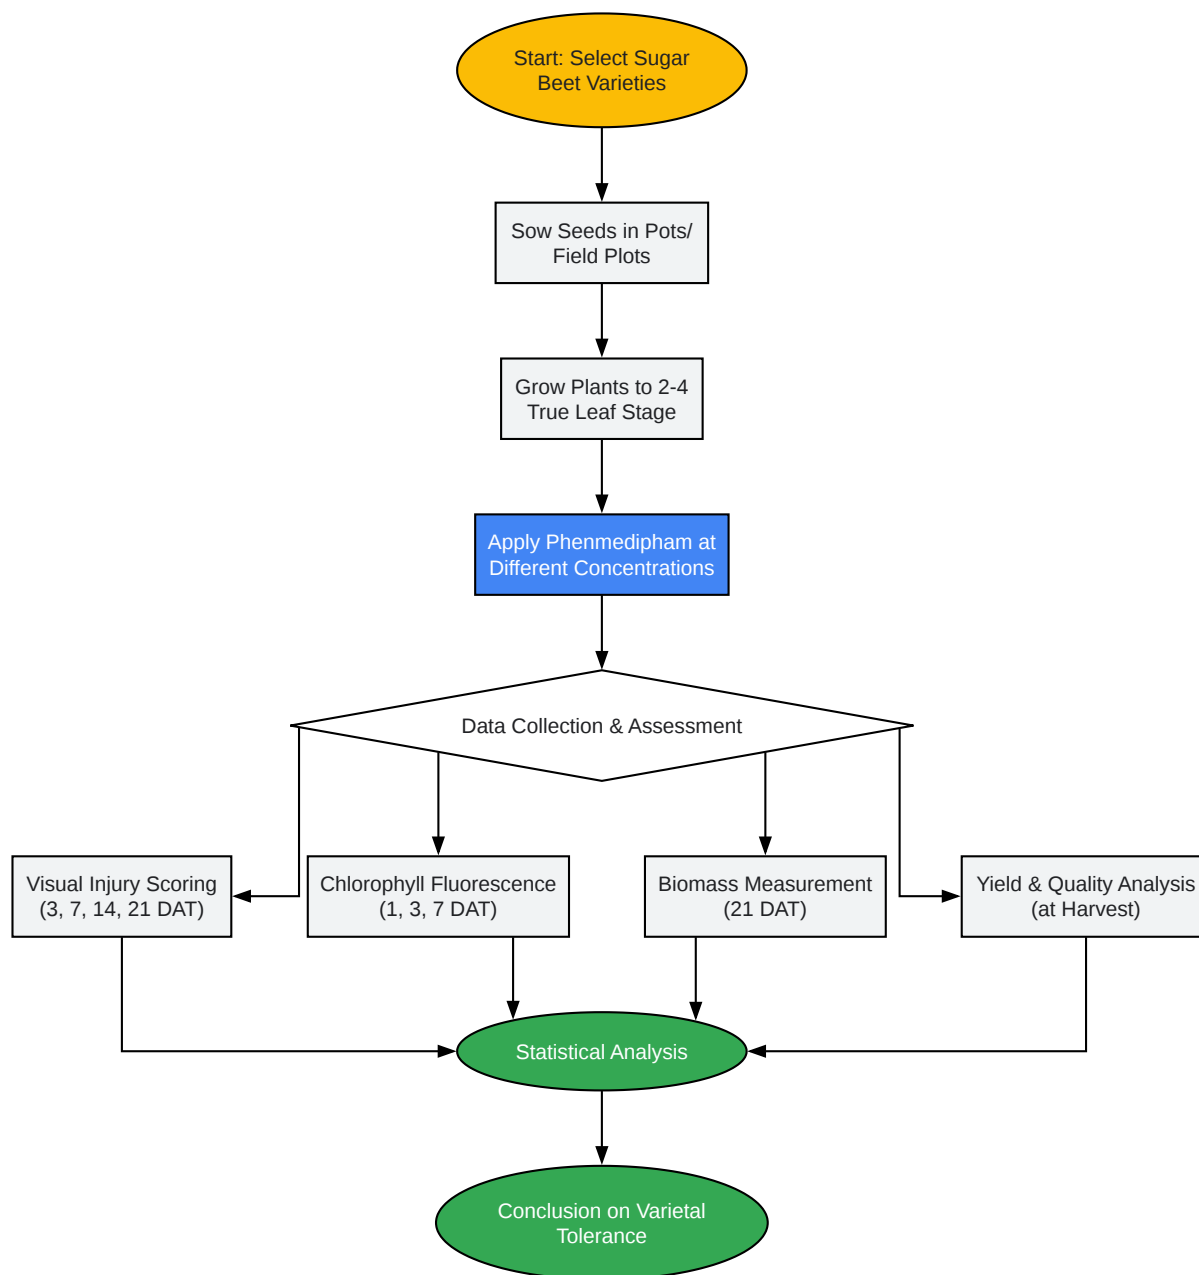 Start: Select Sugar
Beet Varieties
Sow Seeds in Pots/
Field Plots
Grow Plants to 2-4
True Leaf Stage
Apply Phenmedipham at
Different Concentrations
Data Collection & Assessment
Visual Injury Scoring
(3, 7, 14, 21 DAT)
Chlorophyll Fluorescence
(1, 3, 7 DAT)
Biomass Measurement
(21 DAT)
Yield & Quality Analysis
(at Harvest)
Statistical Analysis
Conclusion on Varietal
Tolerance